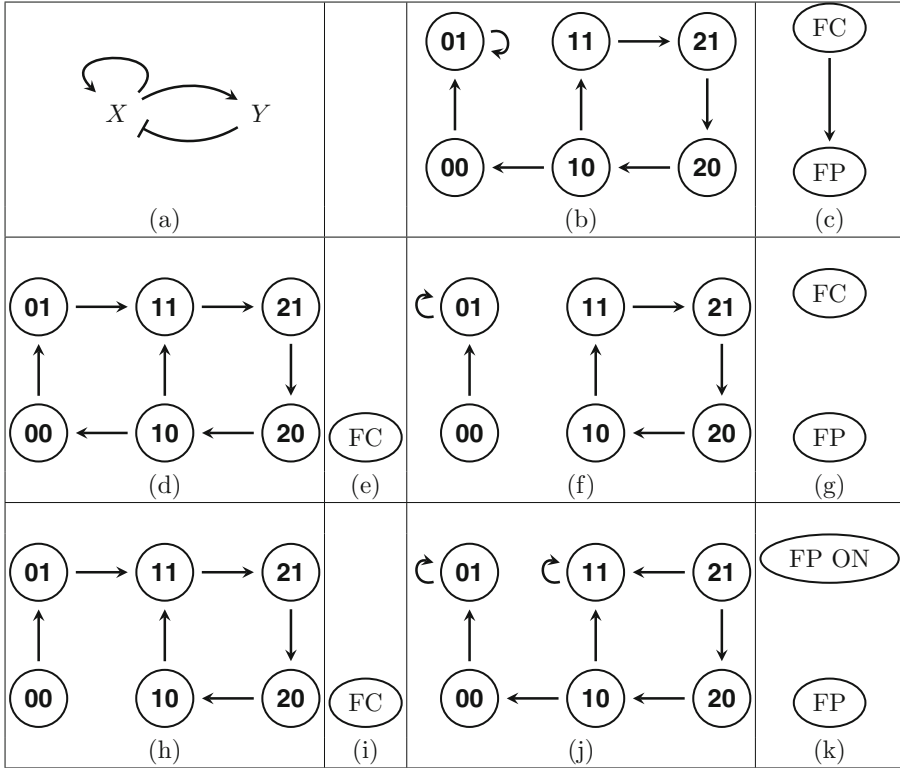 01 11 21 FC
X Y
00 10 20 FP
(a) (b) (c)
01 11 21 01 11 21 FC
00 10 20 FC 00 10 20 FP
(d) (e) (f) (g)
01 11 21 01 11 21 FP ON
00 10 20 FC 00 10 20 FP
(h) (i) (j) (k)